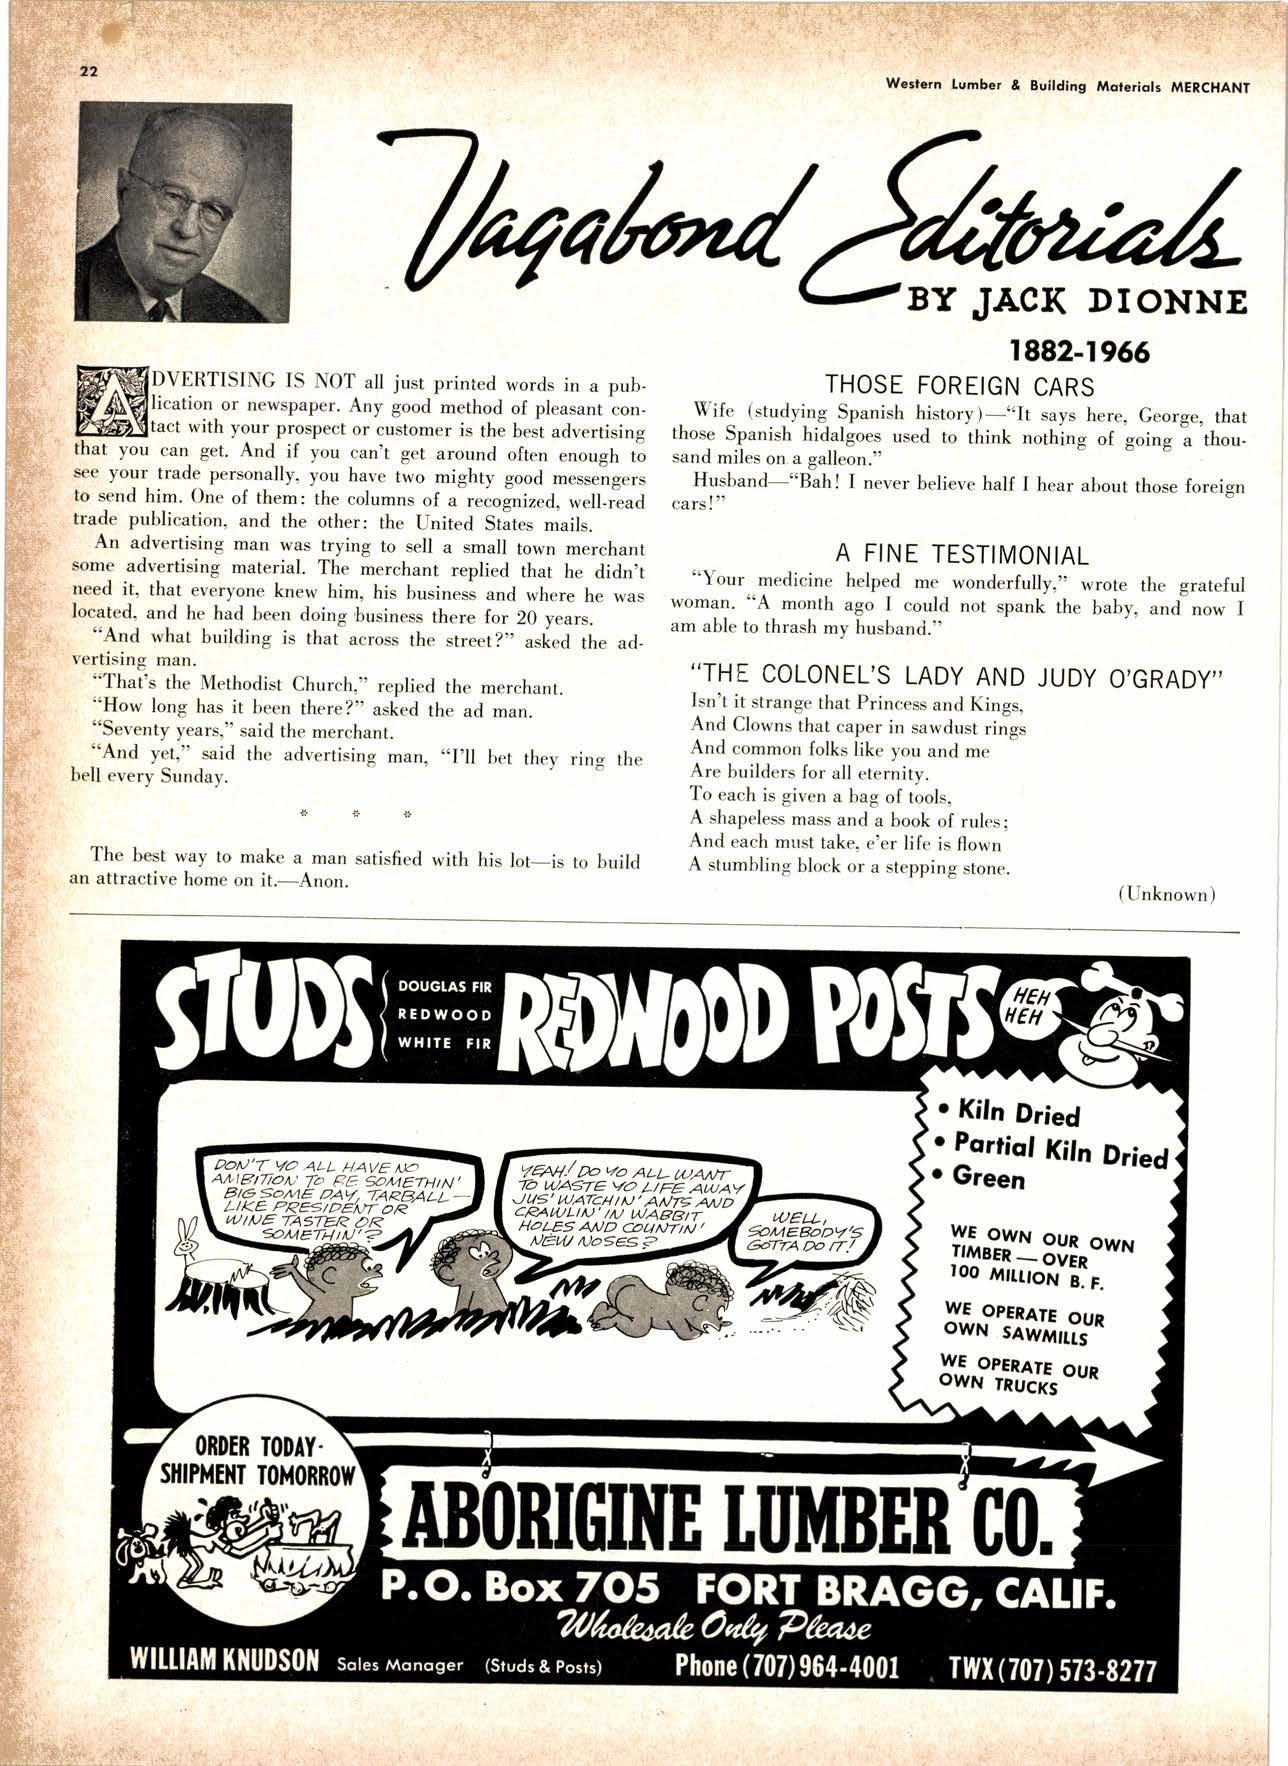 22
Western Lumber & Building Materials MERCHANT
Vagabond Editorials
BY JACK DIONNE
1882-1966
ADVERTISING IS NOT all just printed words in a pub-
lication or newspaper. Any good method of pleasant con-
tact with your prospect or customer is the best advertising
that you can get. And if you can't get around often enough to
see your trade personally, you have two mighty good messengers
to send him. One of them: the columns of a recognized, well-read
trade publication, and the other: the United States mails.
An advertising man was trying to sell a small town merchant
some advertising material. The merchant replied that he didn't
need it, that everyone knew him, his business and where he was
located, and he had been doing business there for 20 years.
"And what building is that across the street?" asked the ad-
vertising man.
"That's the Methodist Church," replied the merchant.
"How long has it been there?" asked the ad man.
"Seventy years," said the merchant.
"And yet," said the advertising man, "I'll bet they ring the
bell every Sunday.
* * *
The best way to make a man satisfied with his lot—is to build
an attractive home on it.—Anon.
THOSE FOREIGN CARS
Wife (studying Spanish history)—"It says here, George, that
those Spanish hidalgoes used to think nothing of going a thou-
sand miles on a galleon."
Husband—"Bah! I never believe half I hear about those foreign
cars!"
A FINE TESTIMONIAL
"Your medicine helped me wonderfully," wrote the grateful
woman. "A month ago I could not spank the baby, and now I
am able to thrash my husband."
"THE COLONEL'S LADY AND JUDY O'GRADY"
Isn't it strange that Princess and Kings,
And Clowns that caper in sawdust rings
And common folks like you and me
Are builders for all eternity.
To each is given a bag of tools,
A shapeless mass and a book of rules;
And each must take, e'er life is flown
A stumbling block or a stepping stone.
(Unknown)
STUDS
DOUGLAS FIR
REDWOOD
WHITE FIR
REDWOOD POSTS
HEH
HEH
• Kiln Dried
• Partial Kiln Dried
• Green
WE OWN OUR OWN
TIMBER — OVER
100 MILLION B. F.
WE OPERATE OUR
OWN SAWMILLS
WE OPERATE OUR
OWN TRUCKS
DON'T YO ALL HAVE NO
AMBITION TO BE SOMETHIN'
BIG SOME DAY, TARBALL —
LIKE PRESIDENT OR
WINE TASTER OR
SOMETHIN'?
YEAH! DO YO ALL WANT
TO WASTE YO LIFE AWAY
JUS' WATCHIN' ANTS AND
CRAWLIN' IN WABBIT
HOLES AND COUNTIN'
NEW NOSES?
WELL,
SOMEBODY'S
GOTTA DO IT!
ORDER TODAY-
SHIPMENT TOMORROW
ABORIGINE LUMBER CO.
P.O. Box 705 FORT BRAGG, CALIF.
Wholesale Only Please
WILLIAM KNUDSON Sales Manager (Studs & Posts) Phone (707) 964-4001 TWX (707) 573-8277